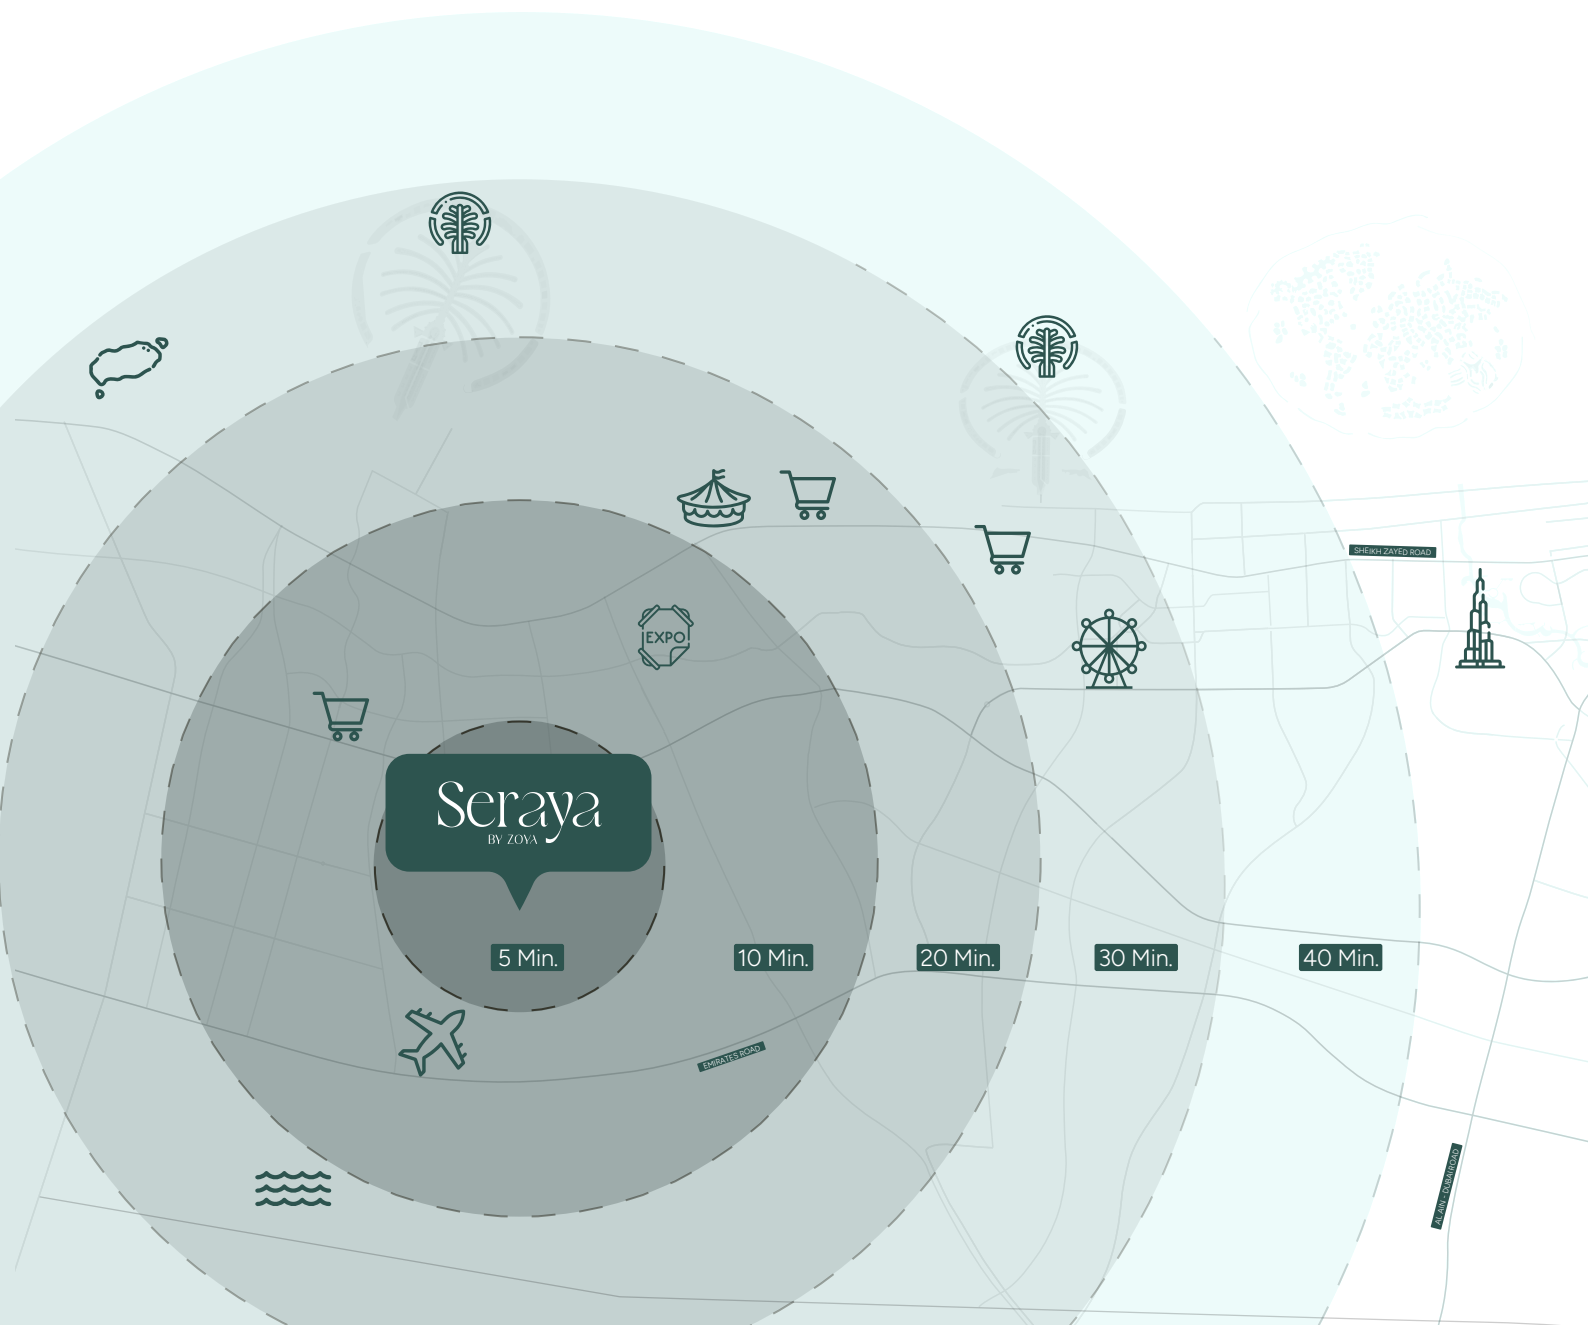 SHEIKH ZAYED ROAD
EXPO
Seraya
BY ZOYA
5 Min.
10 Min.
20 Min.
30 Min.
40 Min.
EMIRATES ROAD
AL AIN - DUBAI ROAD